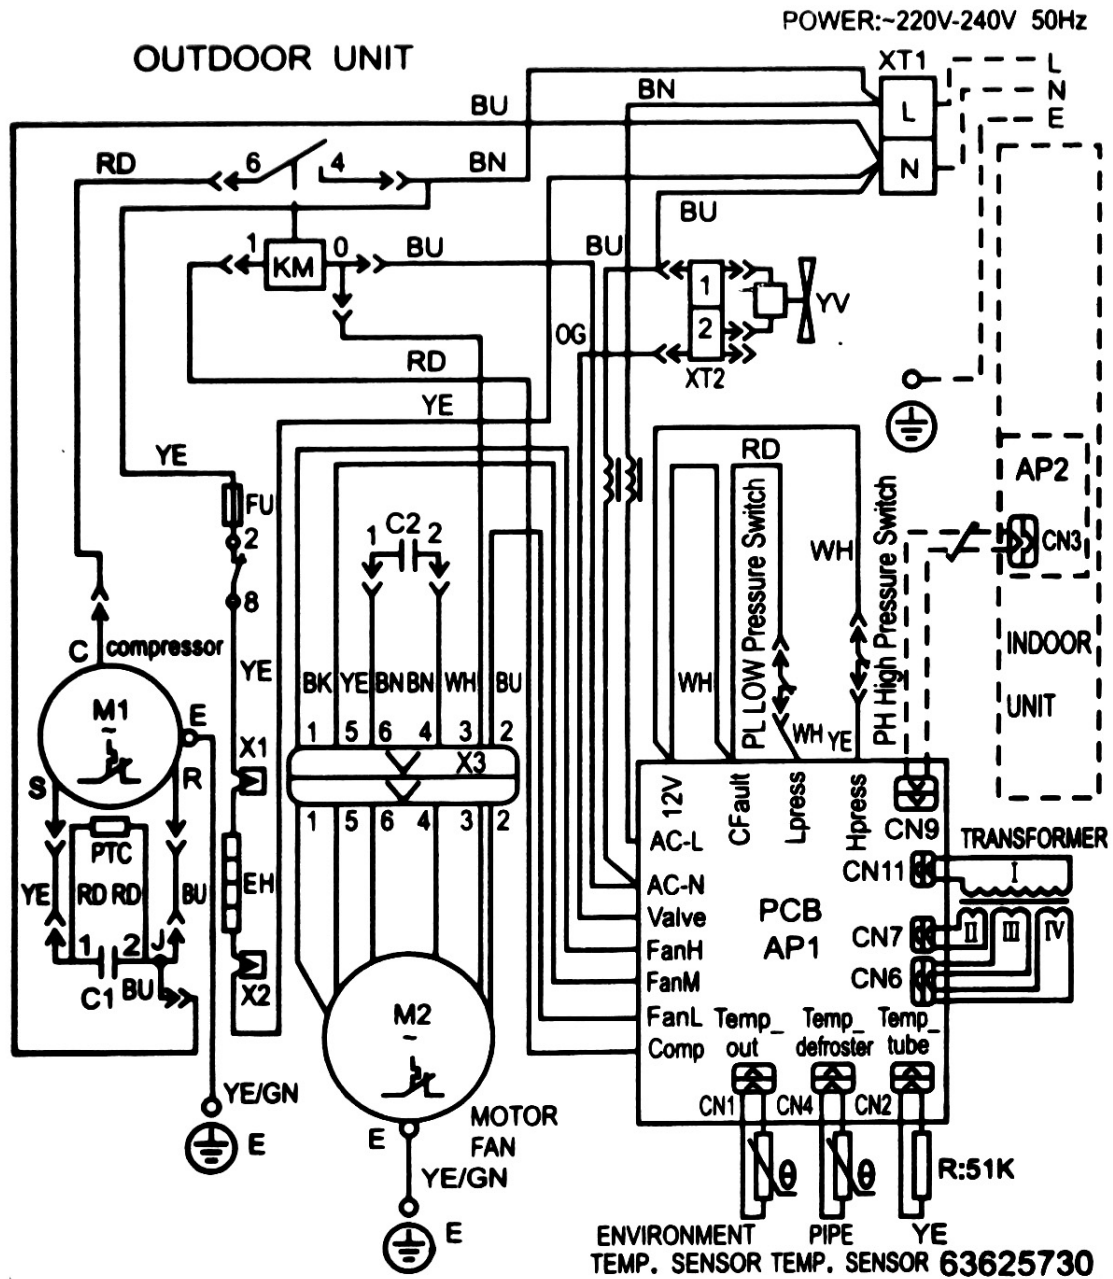 POWER:~220V-240V 50Hz
OUTDOOR UNIT
XT1
L
N
E
BN
BU
L
N
RD
6
4
BN
BU
1
KM
0
BU
BU
1
2
YV
OG
XT2
RD
YE
YE
FU
2
8
C2
1
2
RD
WH
AP2
CN3
PL LOW Pressure Switch
PH High Pressure Switch
C
compressor
M1
~
E
S
R
YE
BK
YE
BN
BN
WH
BU
WH
WH
YE
INDOOR
UNIT
1
5
6
4
3
2
X3
1
5
6
4
3
2
X1
PTC
YE
RD
RD
BU
EH
1
2
J
C1
BU
X2
12V
CFault
Lpress
Hpress
CN9
AC-L
AC-N
Valve
FanH
FanM
FanL
Comp
PCB
AP1
CN11
CN7
CN6
TRANSFORMER
I
II
III
IV
M2
~
Temp_
out
Temp_
defroster
Temp_
tube
CN1
CN4
CN2
YE/GN
E
MOTOR
FAN
E
YE/GN
E
θ
θ
R:51K
ENVIRONMENT
TEMP. SENSOR
PIPE
TEMP. SENSOR
YE
63625730